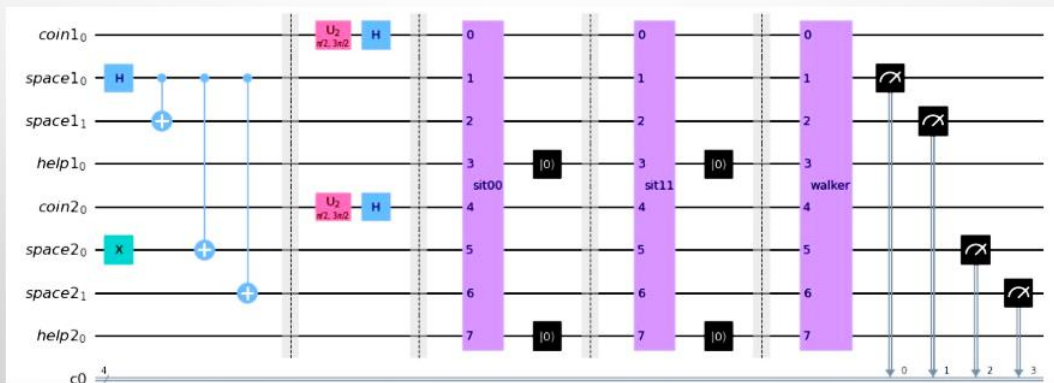 coin1₀ U₂ H 0 0 0
π/2, 3π/2
space1₀ H 1 1 1
space1₁ 2 2 2
help1₀ 3 |0⟩ 3 |0⟩ 3
sit00 sit11 walker
coin2₀ U₂ H 4 4 4
π/2, 3π/2
space2₀ X 5 5 5
space2₁ 6 6 6
help2₀ 7 |0⟩ 7 |0⟩ 7
c0 4 0 1 2 3